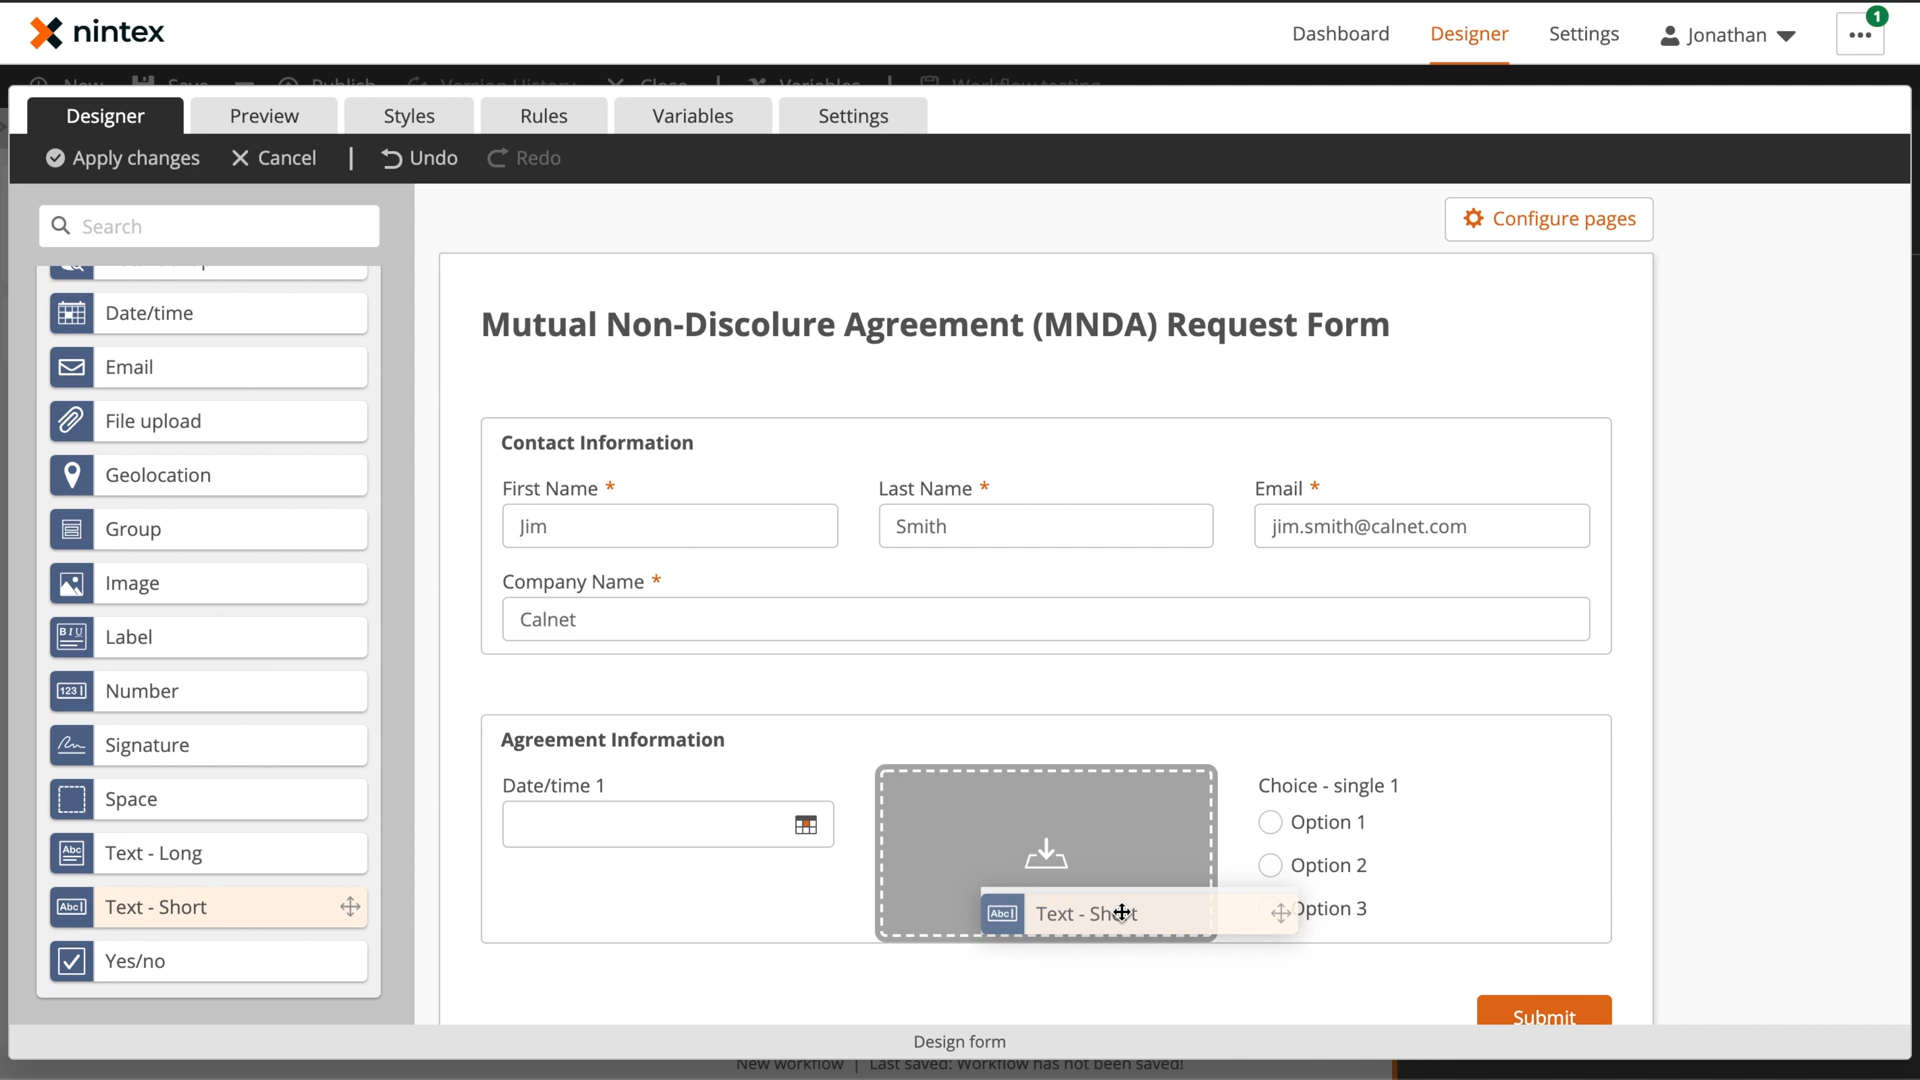 nintex
Dashboard
Designer
Settings
Jonathan
1
Designer
Preview
Styles
Rules
Variables
Settings
Apply changes
Cancel
Undo
Redo
Search
Configure pages
Date/time
Email
File upload
Geolocation
Group
Image
Label
Number
Signature
Space
Text - Long
Text - Short
Yes/no
Mutual Non-Discolure Agreement (MNDA) Request Form
Contact Information
First Name *
Last Name *
Email *
Jim
Smith
jim.smith@calnet.com
Company Name *
Calnet
Agreement Information
Date/time 1
Choice - single 1
Option 1
Option 2
Option 3
Text - Short
Submit
Design form
New workflow | Last saved: Workflow has not been saved!